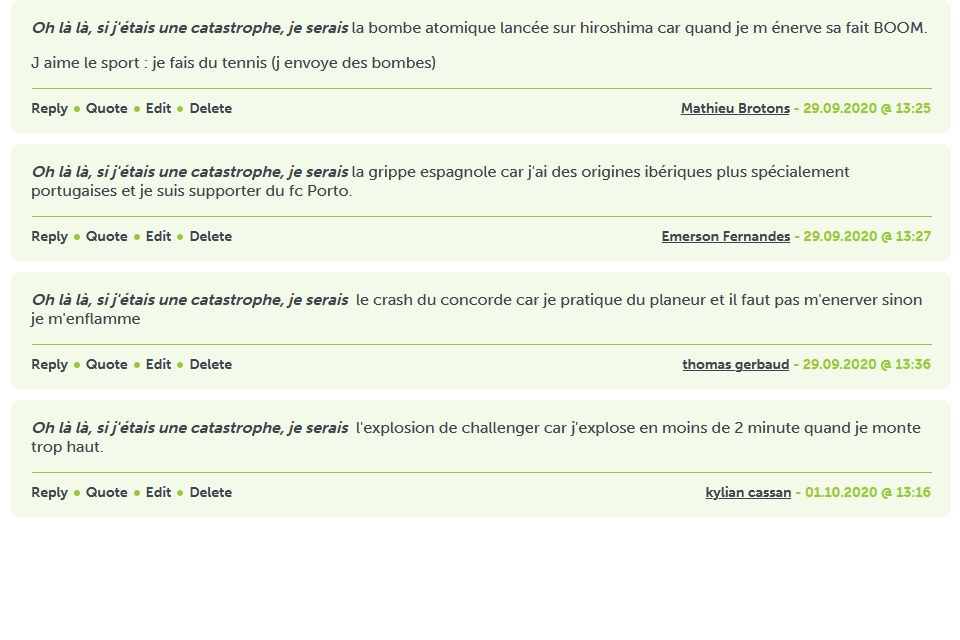 Oh là là, si j'étais une catastrophe, je serais la bombe atomique lancée sur hiroshima car quand je m énerve sa fait BOOM.
J aime le sport : je fais du tennis (j envoye des bombes)
Reply • Quote • Edit • Delete Mathieu Brotons - 29.09.2020 @ 13:25
Oh là là, si j'étais une catastrophe, je serais la grippe espagnole car j'ai des origines ibériques plus spécialement
portugaises et je suis supporter du fc Porto.
Reply • Quote • Edit • Delete Emerson Fernandes - 29.09.2020 @ 13:27
Oh là là, si j'étais une catastrophe, je serais le crash du concorde car je pratique du planeur et il faut pas m'enerver sinon
je m'enflamme
Reply • Quote • Edit • Delete thomas gerbaud - 29.09.2020 @ 13:36
Oh là là, si j'étais une catastrophe, je serais l'explosion de challenger car j'explose en moins de 2 minute quand je monte
trop haut.
Reply • Quote • Edit • Delete kylian cassan - 01.10.2020 @ 13:16